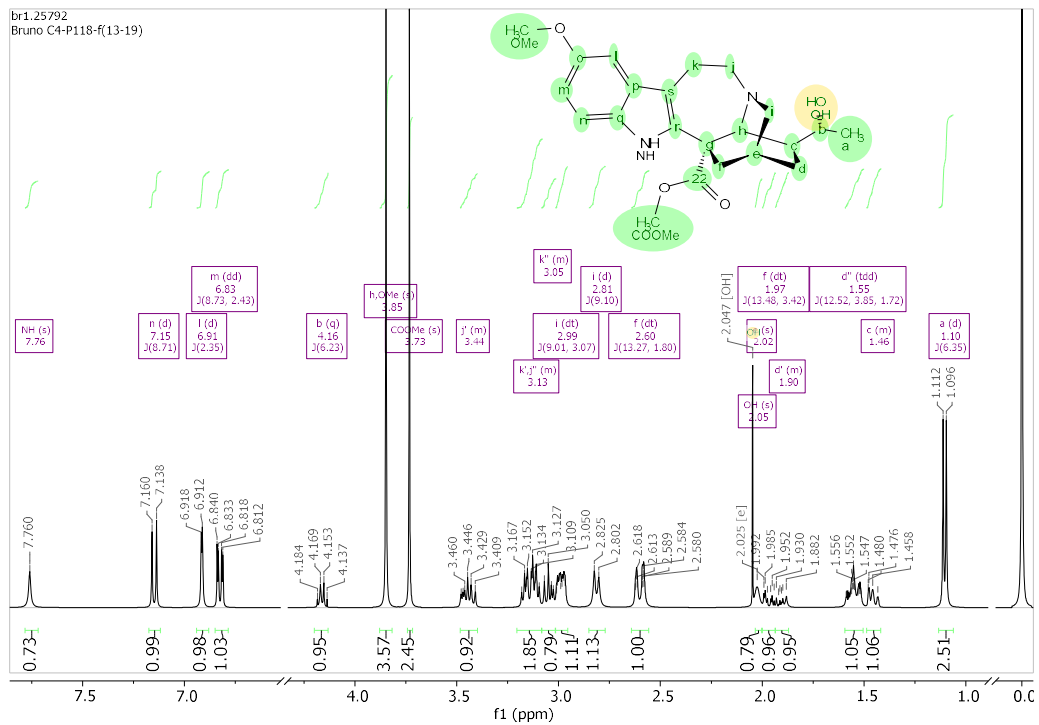 br1.25792
Bruno C4-P118-f(13-19)
H₃C
OMe
O
o
l
m
p
n
q
NH
NH
s
k
j
r
N
i
g
h
e
f
c
d
HO
OH
b
CH₃
a
22
O
O
H₃C
COOMe
NH (s)
7.76
n (d)
7.15
J(8.71)
m (dd)
6.83
J(8.73, 2.43)
l (d)
6.91
J(2.35)
b (q)
4.16
J(6.23)
h,OMe (s)
3.85
COOMe (s)
3.73
j' (m)
3.44
k'' (m)
3.05
k',j'' (m)
3.13
i (dt)
2.99
J(9.01, 3.07)
i (d)
2.81
J(9.10)
f (dt)
2.60
J(13.27, 1.80)
2.047 [OH]
f (dt)
1.97
J(13.48, 3.42)
(s)
2.02
OH (s)
2.05
d' (m)
1.90
d'' (tdd)
1.55
J(12.52, 3.85, 1.72)
c (m)
1.46
a (d)
1.10
J(6.35)
7.760
7.160
7.138
6.918
6.912
6.840
6.833
6.818
6.812
4.184
4.169
4.153
4.137
3.460
3.446
3.429
3.409
3.167
3.152
3.134
3.127
3.109
3.050
2.825
2.802
2.618
2.613
2.589
2.584
2.580
2.025 [e]
1.992
1.985
1.952
1.930
1.882
1.556
1.552
1.547
1.480
1.476
1.458
1.112
1.096
0.73
0.99
0.98
1.03
0.95
3.57
2.45
0.92
1.85
0.79
1.11
1.13
1.00
0.79
0.96
0.95
1.05
1.06
2.51
7.5
7.0
4.0
3.5
3.0
2.5
2.0
1.5
1.0
0.0
f1 (ppm)